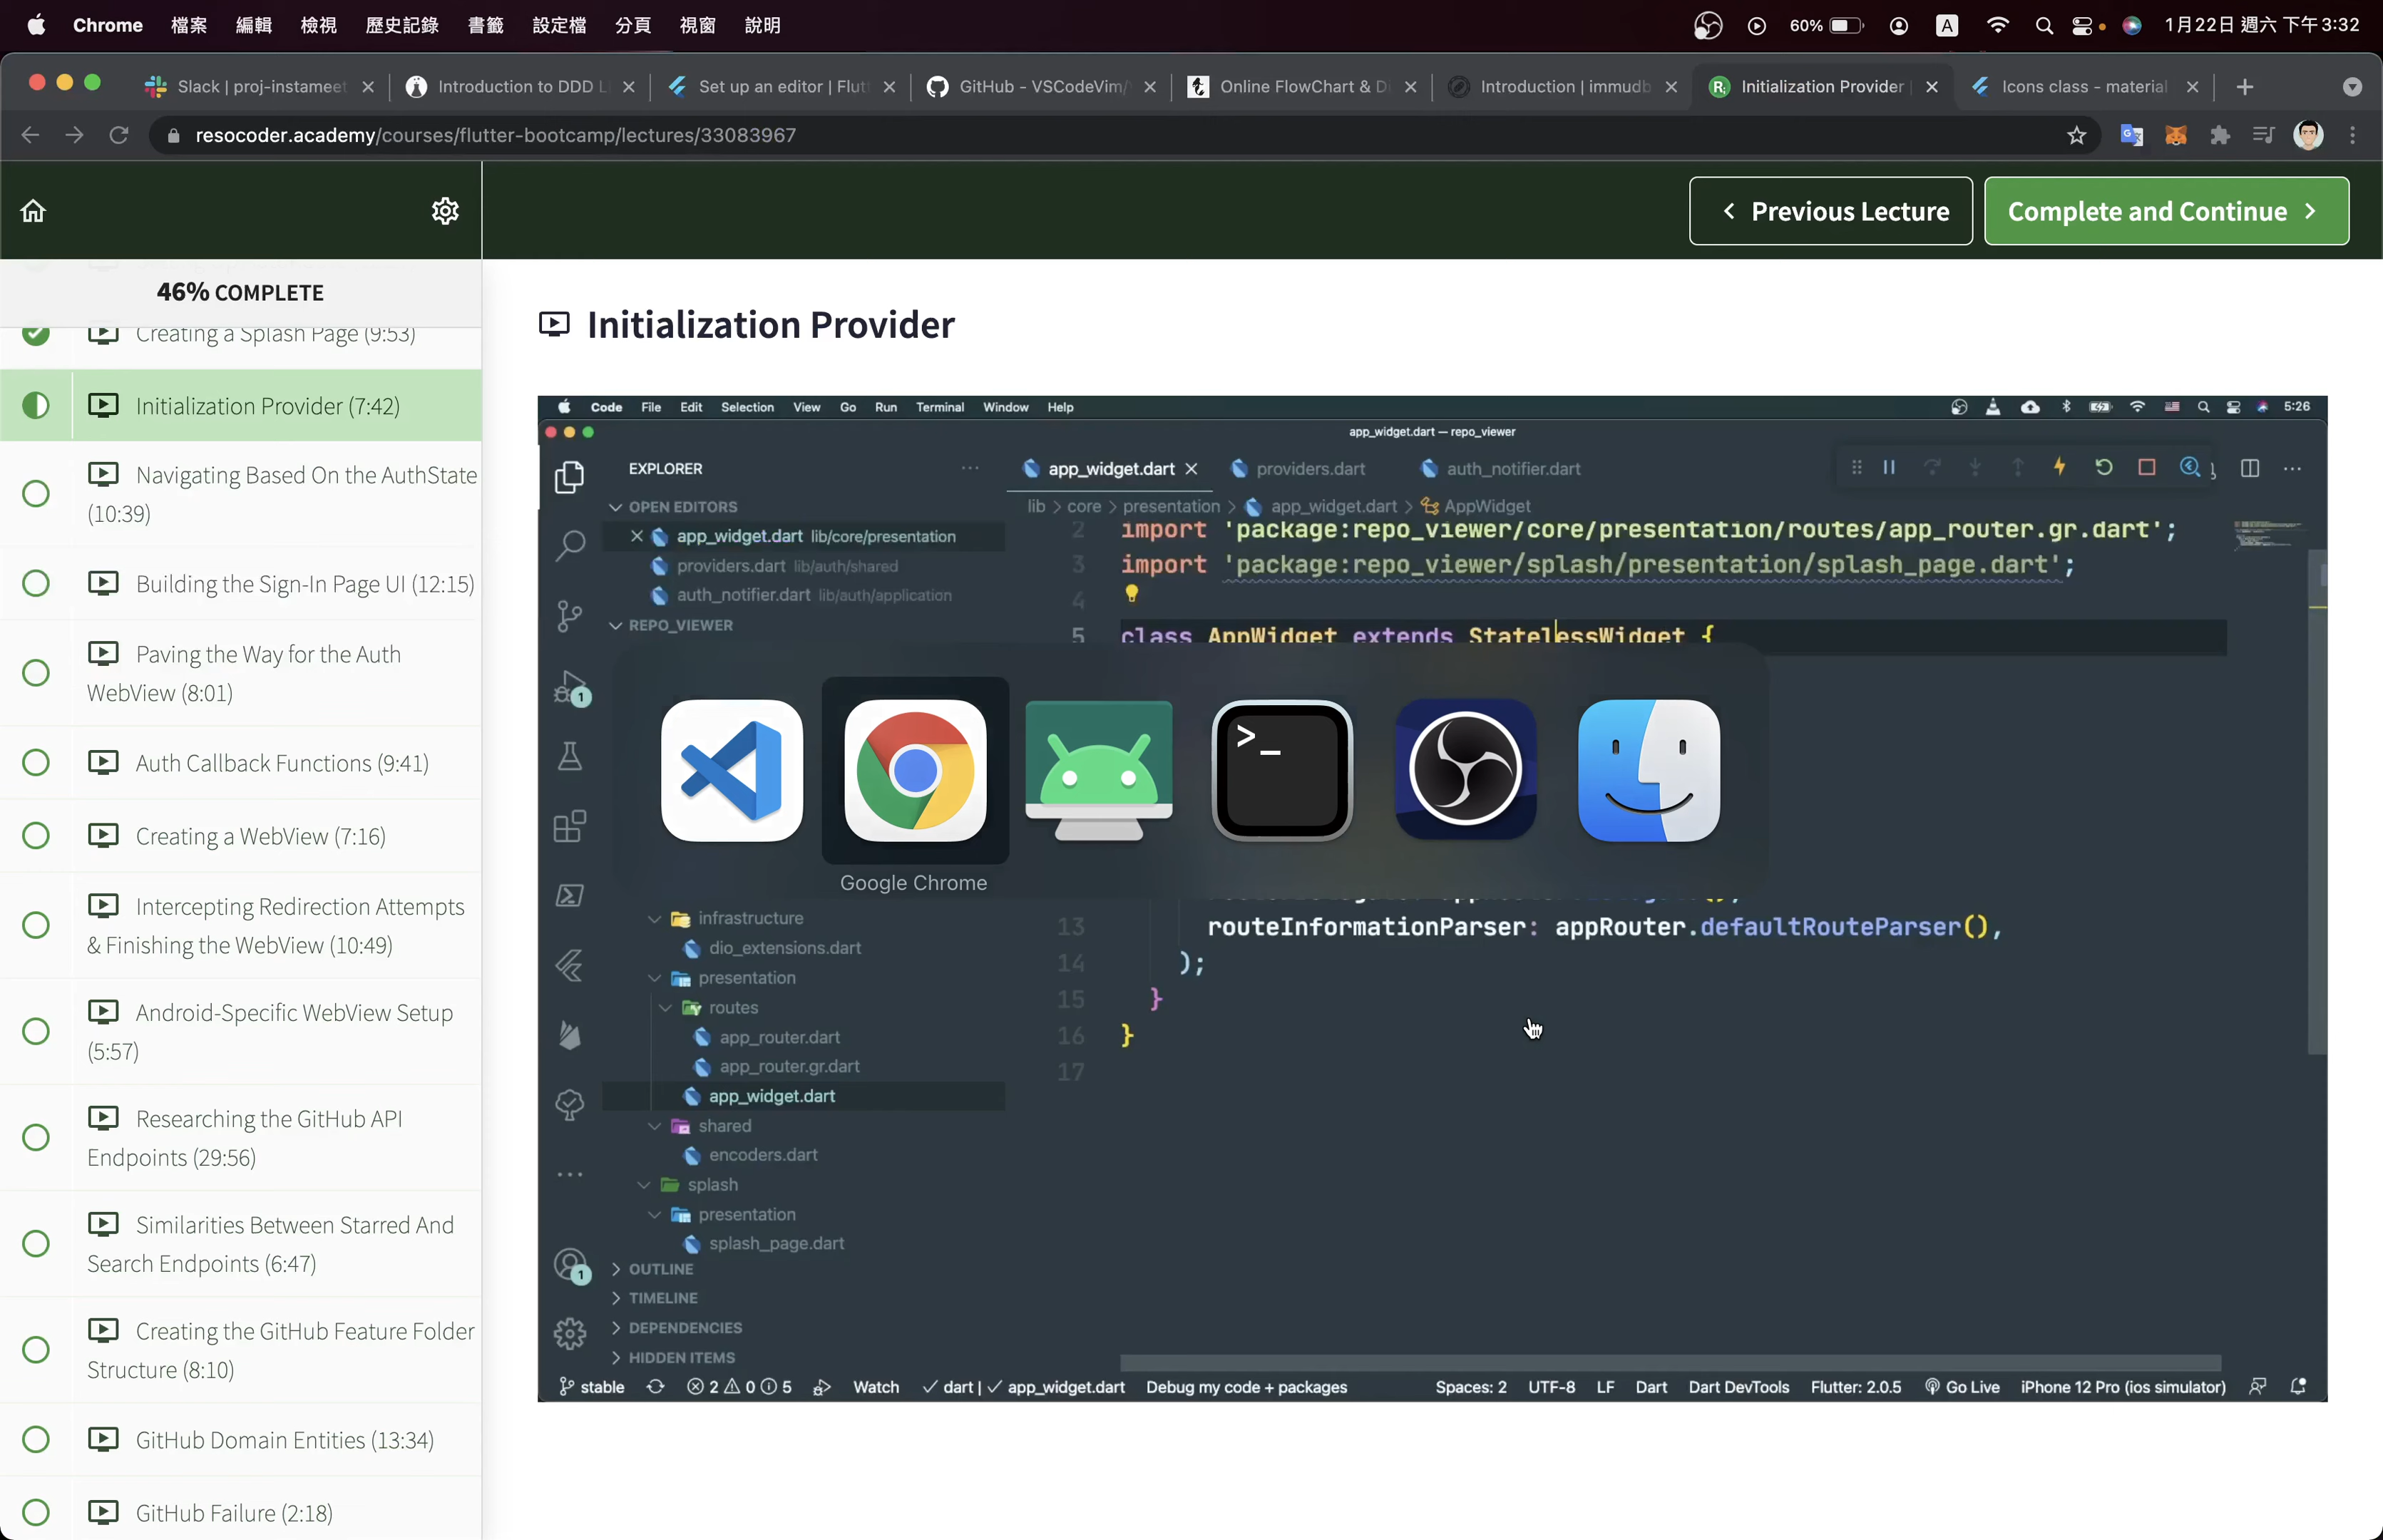 Chrome 檔案 編輯 檢視 歷史記錄 書籤 設定檔 分頁 視窗 說明 60% A 1月22日 週六 下午3:32
Slack | proj-instameet Introduction to DDD Set up an editor | Flut GitHub - VSCodeVim/ Online FlowChart & Di Introduction | immudb Initialization Provider Icons class - material
resocoder.academy/courses/flutter-bootcamp/lectures/33083967
Previous Lecture Complete and Continue
46% COMPLETE
Creating a Splash Page (9:53)
Initialization Provider (7:42)
Navigating Based On the AuthState
(10:39)
Building the Sign-In Page UI (12:15)
Paving the Way for the Auth
WebView (8:01)
Auth Callback Functions (9:41)
Creating a WebView (7:16)
Intercepting Redirection Attempts
& Finishing the WebView (10:49)
Android-Specific WebView Setup
(5:57)
Researching the GitHub API
Endpoints (29:56)
Similarities Between Starred And
Search Endpoints (6:47)
Creating the GitHub Feature Folder
Structure (8:10)
GitHub Domain Entities (13:34)
GitHub Failure (2:18)
Initialization Provider
Code File Edit Selection View Go Run Terminal Window Help 5:26
app_widget.dart — repo_viewer
EXPLORER
OPEN EDITORS
app_widget.dart lib/core/presentation
providers.dart lib/auth/shared
auth_notifier.dart lib/auth/application
REPO_VIEWER
app_widget.dart providers.dart auth_notifier.dart
lib > core > presentation > app_widget.dart > AppWidget
2 import 'package:repo_viewer/core/presentation/routes/app_router.gr.dart';
3 import 'package:repo_viewer/splash/presentation/splash_page.dart';
4
5 class AppWidget extends StatelessWidget {
1
Google Chrome
infrastructure
dio_extensions.dart
presentation
routes
app_router.dart
app_router.gr.dart
app_widget.dart
shared
encoders.dart
splash
presentation
splash_page.dart
1
OUTLINE
TIMELINE
DEPENDENCIES
HIDDEN ITEMS
13 routeInformationParser: appRouter.defaultRouteParser(),
14 );
15 }
16 }
17
stable 2 0 5 Watch dart | app_widget.dart Debug my code + packages Spaces: 2 UTF-8 LF Dart Dart DevTools Flutter: 2.0.5 Go Live iPhone 12 Pro (ios simulator)